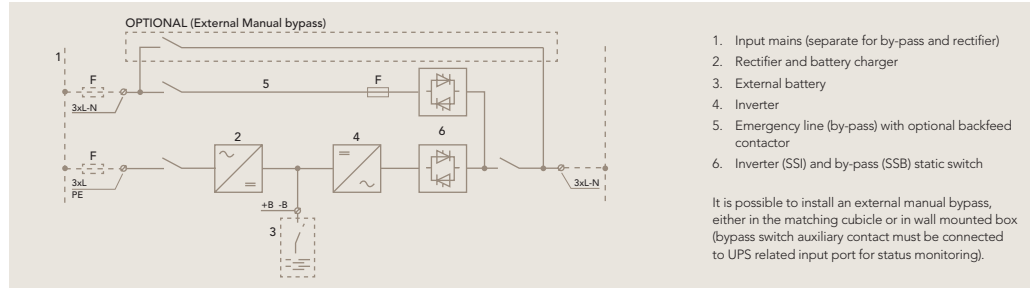 OPTIONAL (External Manual bypass)
1
F
5
F
3xL-N
F
2
4
6
3xL
PE
3xL-N
+B -B
3
1. Input mains (separate for by-pass and rectifier)
2. Rectifier and battery charger
3. External battery
4. Inverter
5. Emergency line (by-pass) with optional backfeed
contactor
6. Inverter (SSI) and by-pass (SSB) static switch
It is possible to install an external manual bypass,
either in the matching cubicle or in wall mounted box
(bypass switch auxiliary contact must be connected
to UPS related input port for status monitoring).